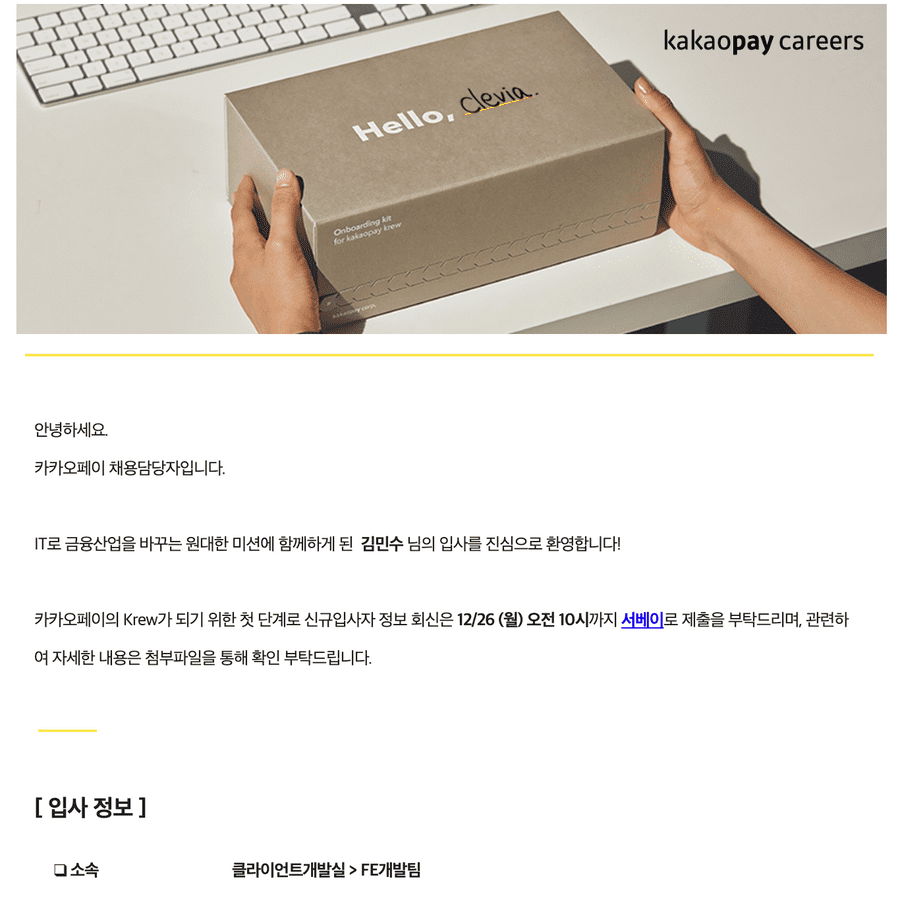 kakaopay careers
Hello, clevia.
Onboarding kit
for kakaopay krew
안녕하세요.
카카오페이 채용담당자입니다.
IT로 금융산업을 바꾸는 원대한 미션에 함께하게 된 김민수 님의 입사를 진심으로 환영합니다!
카카오페이의 Krew가 되기 위한 첫 단계로 신규입사자 정보 회신은 12/26 (월) 오전 10시까지 서베이로 제출을 부탁드리며, 관련하
여 자세한 내용은 첨부파일을 통해 확인 부탁드립니다.
[ 입사 정보 ]
❏ 소속 클라이언트개발실 > FE개발팀